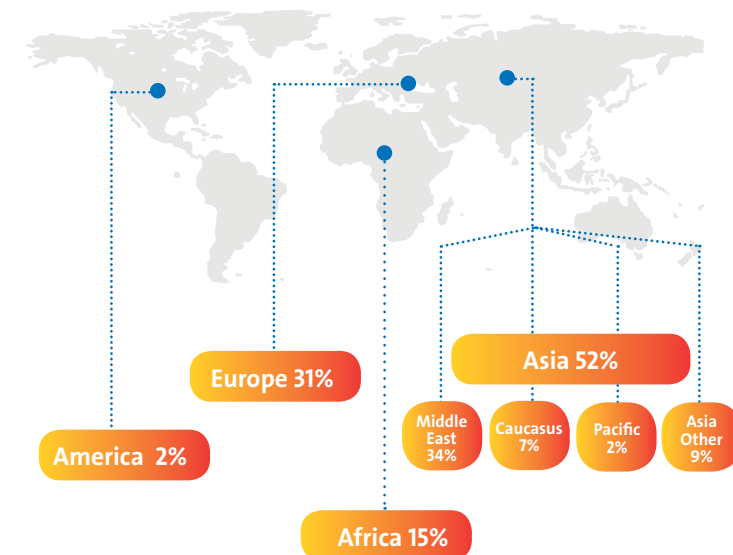 Europe 31%
Asia 52%
Middle
East
34%
Caucasus
7%
Pacific
2%
Asia
Other
9%
America 2%
Africa 15%